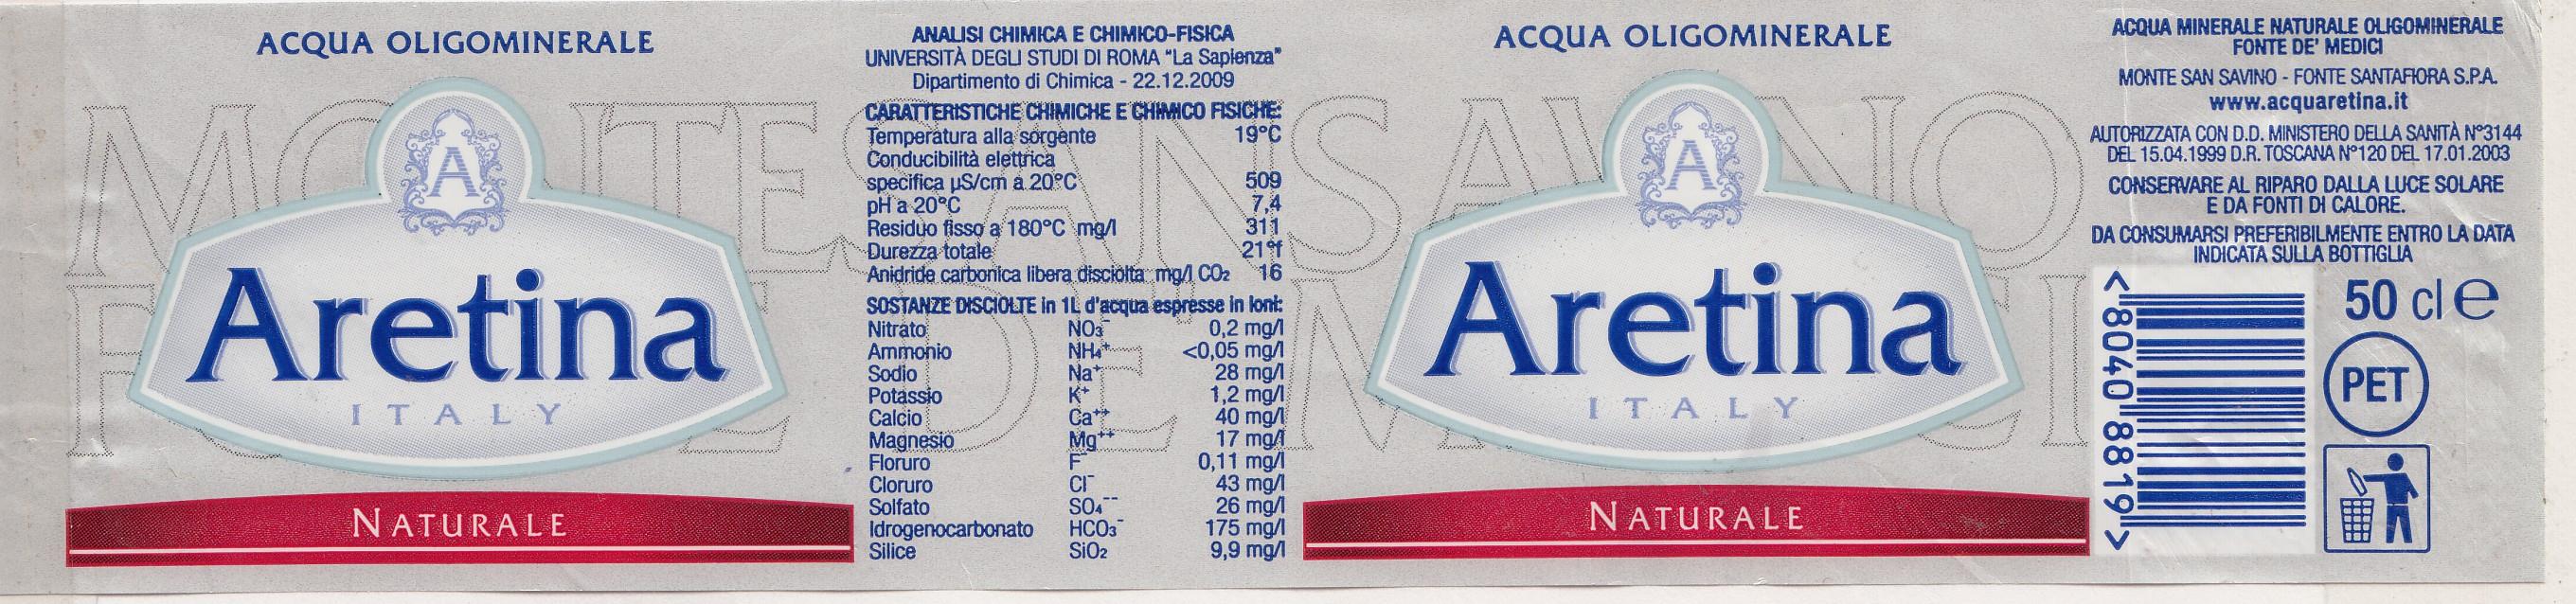 ACQUA OLIGOMINERALE
MONTE SAN SAVINO
FONTE DE' MEDICI
A
Aretina
ITALY
NATURALE
ANALISI CHIMICA E CHIMICO-FISICA
UNIVERSITÀ DEGLI STUDI DI ROMA "La Sapienza"
Dipartimento di Chimica - 22.12.2009
CARATTERISTICHE CHIMICHE E CHIMICO FISICHE:
Temperatura alla sorgente 19°C
Conducibilità elettrica
specifica µS/cm a 20°C 509
pH a 20°C 7,4
Residuo fisso a 180°C mg/l 311
Durezza totale 21°f
Anidride carbonica libera disciolta mg/l CO₂ 16
SOSTANZE DISCIOLTE in 1L d'acqua espresse in Ioni:
Nitrato NO₃⁻ 0,2 mg/l
Ammonio NH₄⁺ <0,05 mg/l
Sodio Na⁺ 28 mg/l
Potassio K⁺ 1,2 mg/l
Calcio Ca⁺⁺ 40 mg/l
Magnesio Mg⁺⁺ 17 mg/l
Floruro F⁻ 0,11 mg/l
Cloruro Cl⁻ 43 mg/l
Solfato SO₄⁻⁻ 26 mg/l
Idrogenocarbonato HCO₃⁻ 175 mg/l
Silice SiO₂ 9,9 mg/l
ACQUA OLIGOMINERALE
A
Aretina
ITALY
NATURALE
ACQUA MINERALE NATURALE OLIGOMINERALE
FONTE DE' MEDICI
MONTE SAN SAVINO - FONTE SANTAFIORA S.P.A.
www.acquaretina.it
AUTORIZZATA CON D.D. MINISTERO DELLA SANITÀ N°3144
DEL 15.04.1999 D.R. TOSCANA N°120 DEL 17.01.2003
CONSERVARE AL RIPARO DALLA LUCE SOLARE
E DA FONTI DI CALORE.
DA CONSUMARSI PREFERIBILMENTE ENTRO LA DATA
INDICATA SULLA BOTTIGLIA
<80408819>
50 cl e
PET